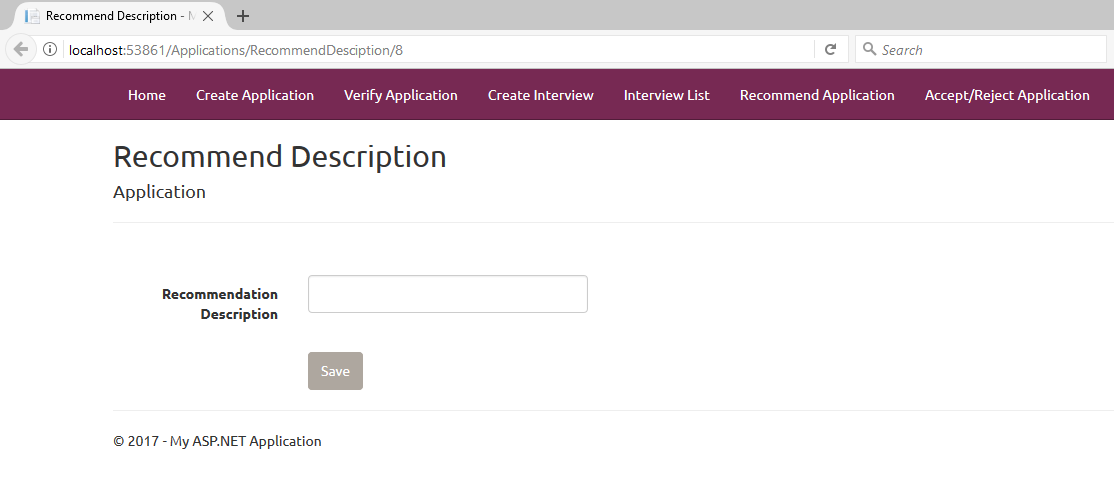 Recommend Description - M
localhost:53861/Applications/RecommendDesciption/8
Search
Home Create Application Verify Application Create Interview Interview List Recommend Application Accept/Reject Application
Recommend Description
Application
Recommendation
Description
Save
© 2017 - My ASP.NET Application